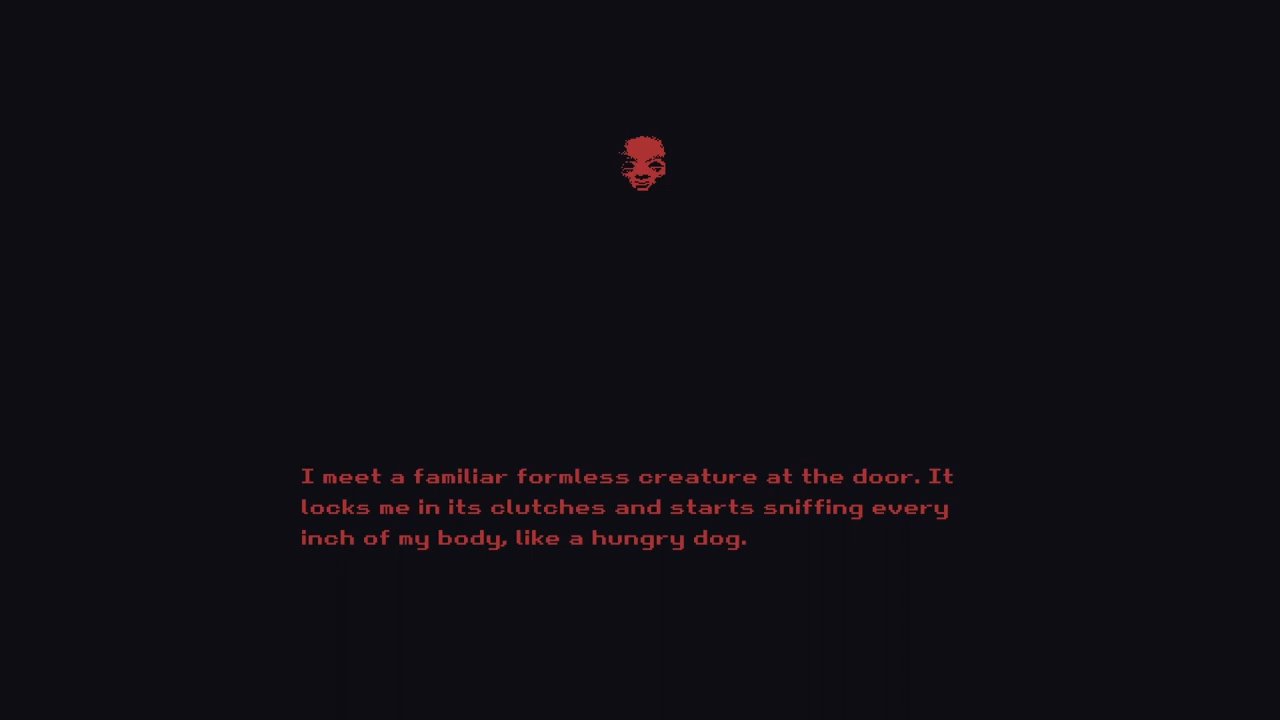 I meet a familiar formless creature at the door. It
locks me in its clutches and starts sniffing every
inch of my body, like a hungry dog.